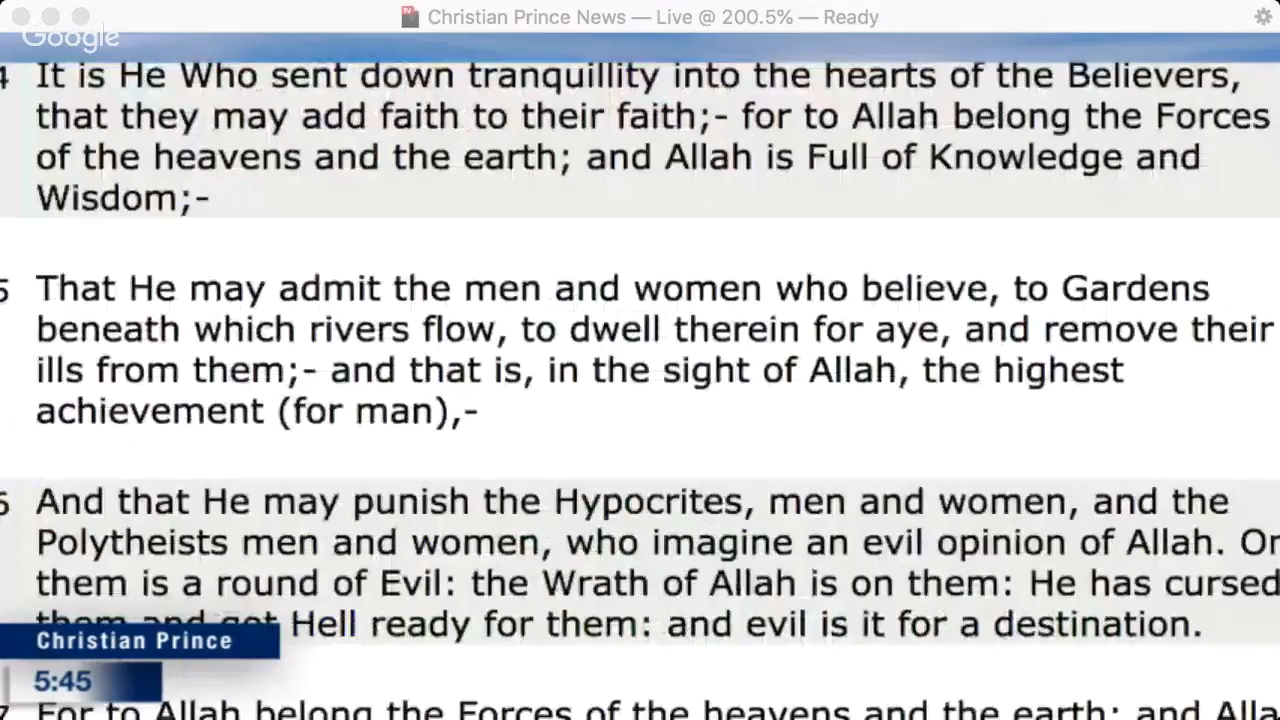 Christian Prince News — Live @ 200.5% — Ready
Google
4 It is He Who sent down tranquillity into the hearts of the Believers,
that they may add faith to their faith;- for to Allah belong the Forces
of the heavens and the earth; and Allah is Full of Knowledge and
Wisdom;-
5 That He may admit the men and women who believe, to Gardens
beneath which rivers flow, to dwell therein for aye, and remove their
ills from them;- and that is, in the sight of Allah, the highest
achievement (for man),-
6 And that He may punish the Hypocrites, men and women, and the
Polytheists men and women, who imagine an evil opinion of Allah. On
them is a round of Evil: the Wrath of Allah is on them: He has cursed
them and got Hell ready for them: and evil is it for a destination.
Christian Prince
5:45
7 For to Allah belong the Forces of the heavens and the earth; and Alla